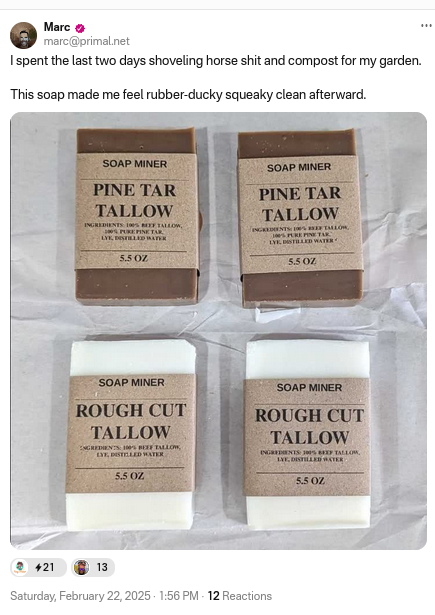 Marc
marc@primal.net
I spent the last two days shoveling horse shit and compost for my garden.
This soap made me feel rubber-ducky squeaky clean afterward.
SOAP MINER
PINE TAR
TALLOW
INGREDIENTS: 100% BEEF TALLOW,
100% PURE PINE TAR,
LYE, DISTILLED WATER
5.5 OZ
SOAP MINER
PINE TAR
TALLOW
INGREDIENTS: 100% BEEF TALLOW,
100% PURE PINE TAR,
LYE, DISTILLED WATER
5.5 OZ
SOAP MINER
ROUGH CUT
TALLOW
INGREDIENTS: 100% BEEF TALLOW,
LYE, DISTILLED WATER
5.5 OZ
SOAP MINER
ROUGH CUT
TALLOW
INGREDIENTS: 100% BEEF TALLOW,
LYE, DISTILLED WATER
5.5 OZ
21
13
Saturday, February 22, 2025 · 1:56 PM · 12 Reactions